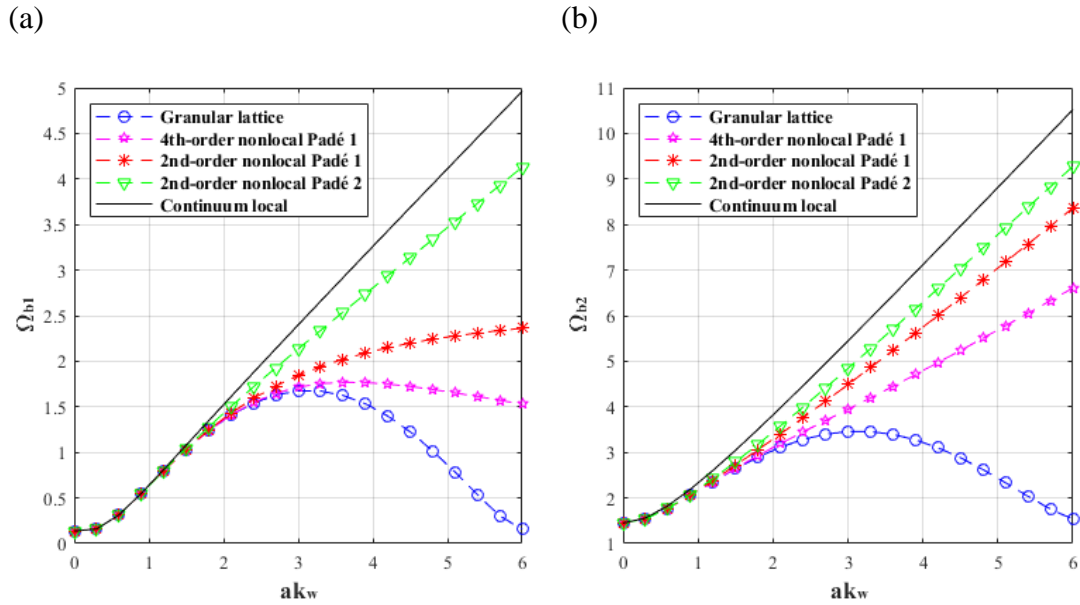 (a)
(b)
5
4.5
4
3.5
3
2.5
2
1.5
1
0.5
0
Ωb1
Granular lattice
4th-order nonlocal Padé 1
2nd-order nonlocal Padé 1
2nd-order nonlocal Padé 2
Continuum local
0 1 2 3 4 5 6
akw
11
10
9
8
7
6
5
4
3
2
1
Ωb2
Granular lattice
4th-order nonlocal Padé 1
2nd-order nonlocal Padé 1
2nd-order nonlocal Padé 2
Continuum local
0 1 2 3 4 5 6
akw